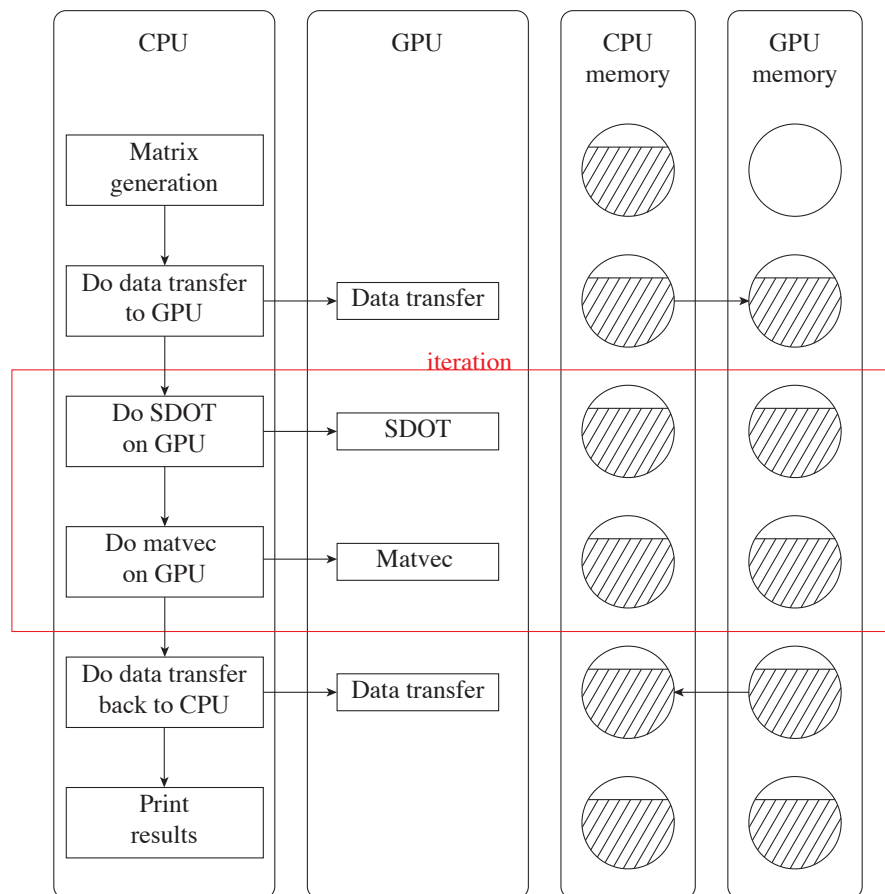 CPU
GPU
CPU
memory
GPU
memory
Matrix
generation
Do data transfer
to GPU
Data transfer
iteration
Do SDOT
on GPU
SDOT
Do matvec
on GPU
Matvec
Do data transfer
back to CPU
Data transfer
Print
results